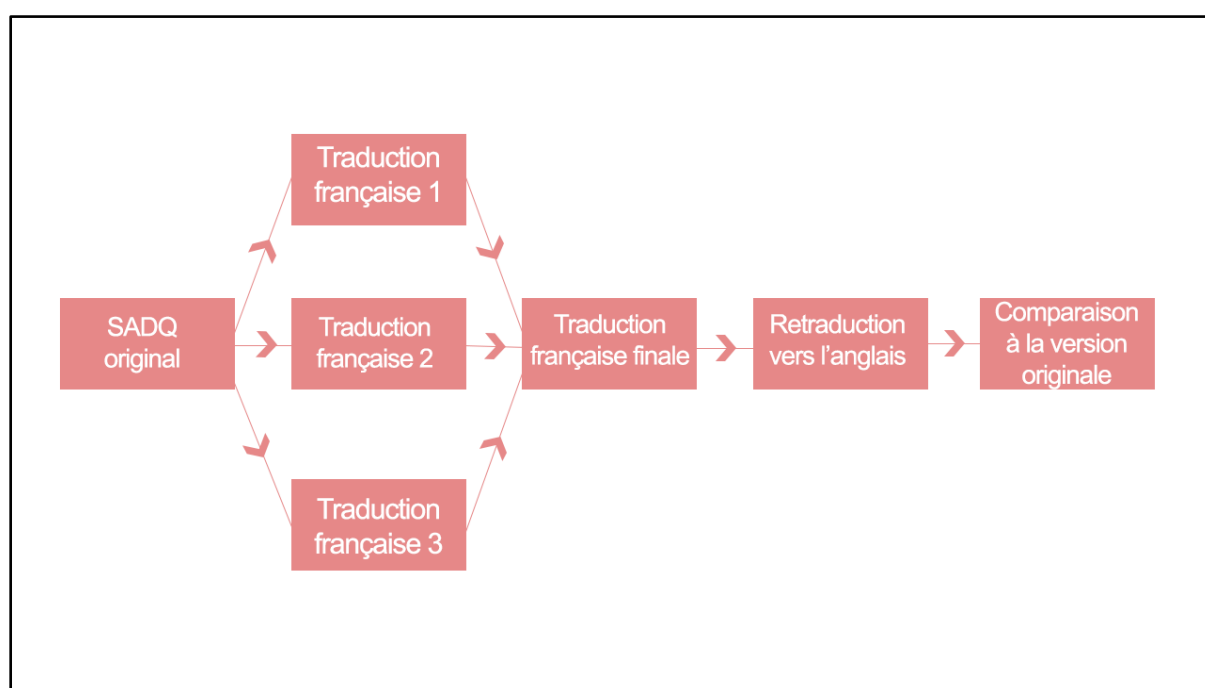 SADQ
original
Traduction
française 1
Traduction
française 2
Traduction
française 3
Traduction
française finale
Retraduction
vers l'anglais
Comparaison
à la version
originale